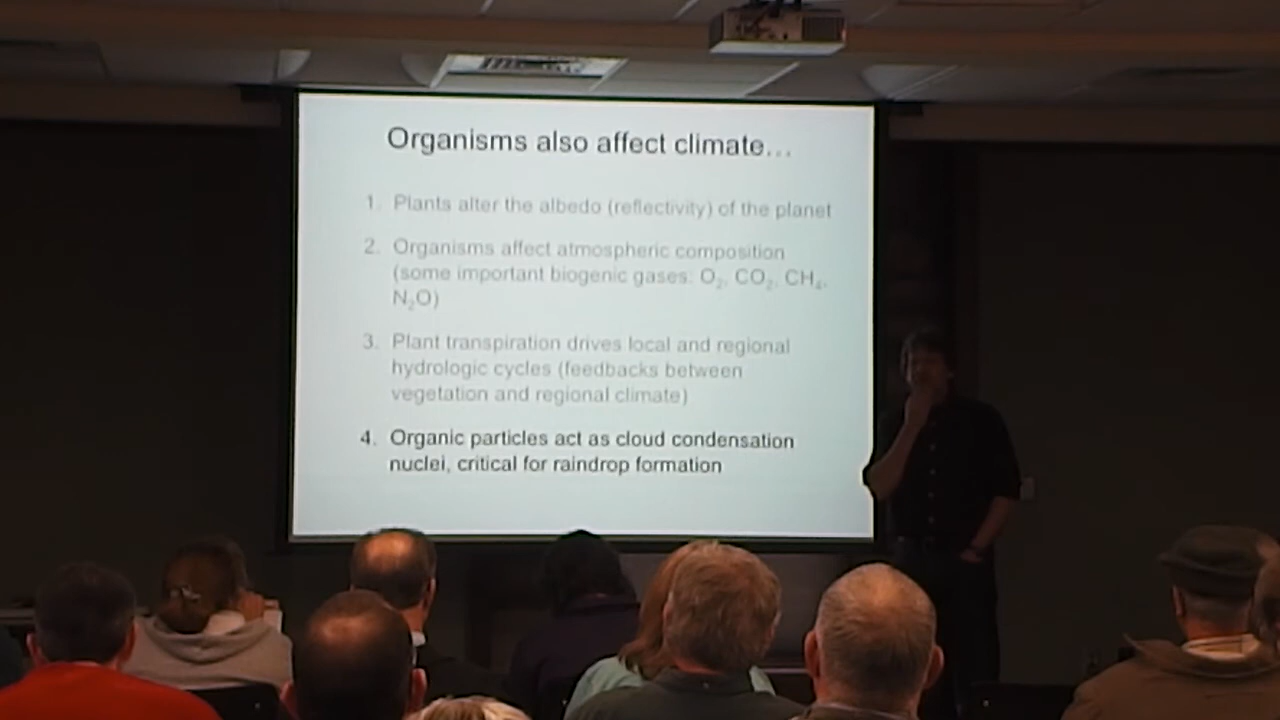 Organisms also affect climate...
1. Plants alter the albedo (reflectivity) of the planet
2. Organisms affect atmospheric composition
(some important biogenic gases: O₂, CO₂, CH₄,
N₂O)
3. Plant transpiration drives local and regional
hydrologic cycles (feedbacks between
vegetation and regional climate)
4. Organic particles act as cloud condensation
nuclei, critical for raindrop formation